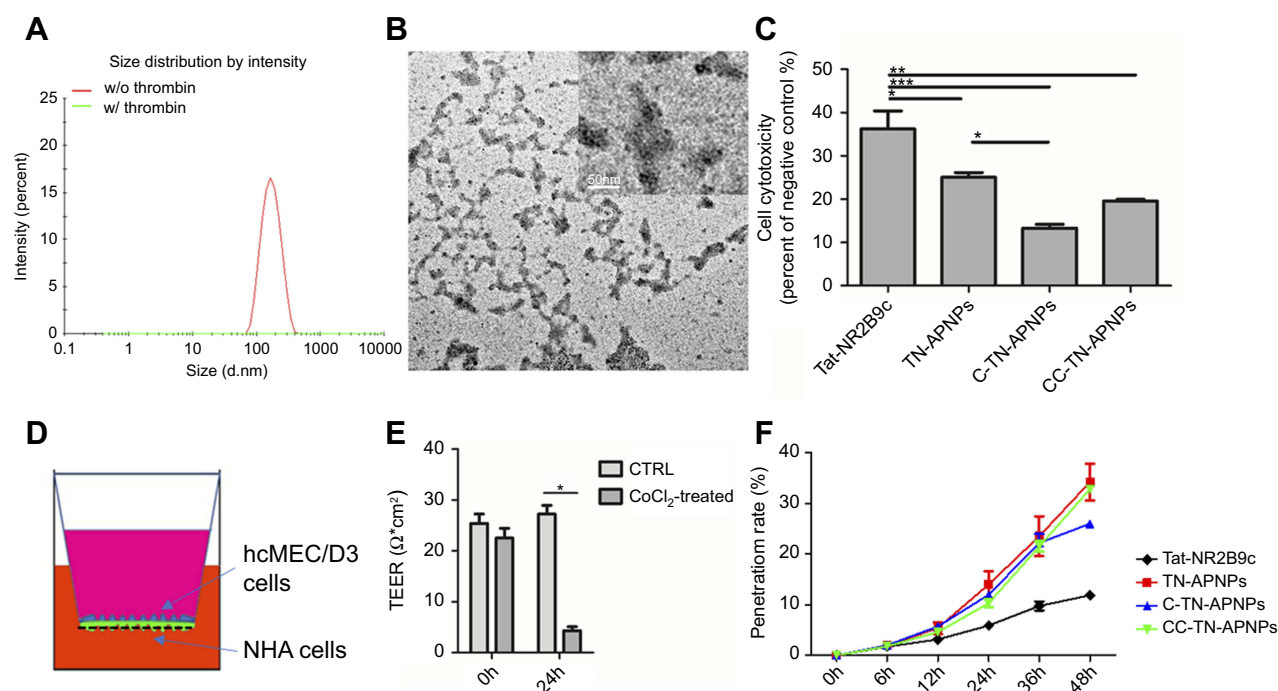 A
Size distribution by intensity
w/o thrombin
w/ thrombin
Intensity (percent)
25
20
15
10
5
0
0.1 1 10 100 1000 10000
Size (d.nm)
B
50nm
C
Cell cytotoxicity
(percent of negative control %)
50
40
30
20
10
0
**
***
*
*
Tat-NR2B9c
TN-APNPs
C-TN-APNPs
CC-TN-APNPs
D
hcMEC/D3
cells
NHA cells
E
TEER (Ω*cm²)
40
30
20
10
0
*
CTRL
CoCl₂-treated
0h
24h
F
Penetratiom rate (%)
40
30
20
10
0
0h
6h
12h
24h
36h
48h
Tat-NR2B9c
TN-APNPs
C-TN-APNPs
CC-TN-APNPs